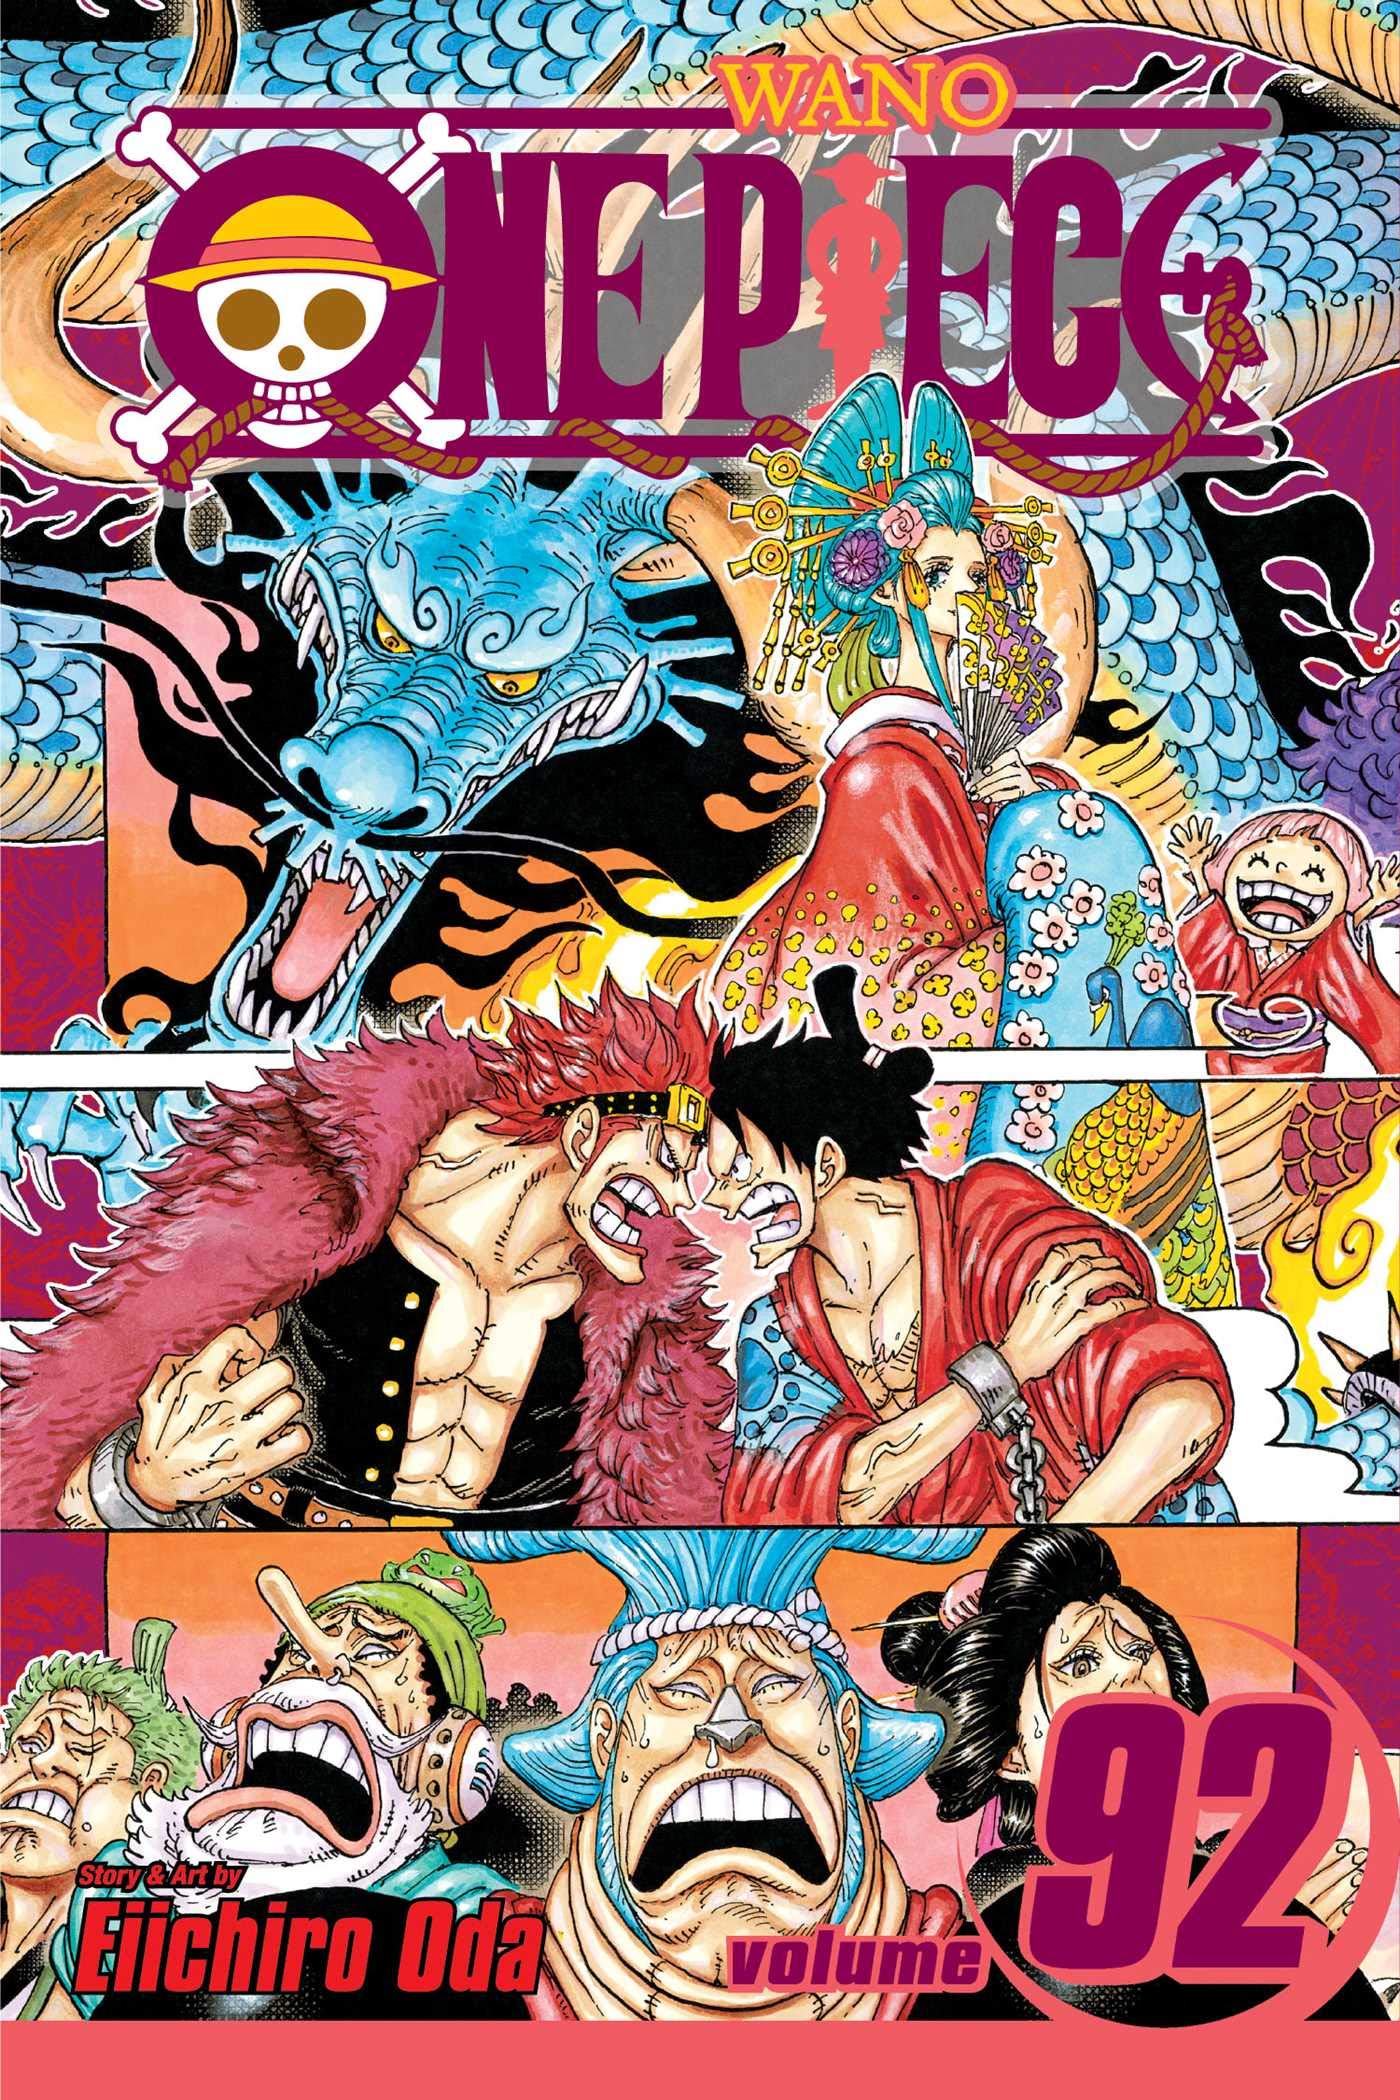 WANO
ONE PIECE
Story & Art by
Eiichiro Oda
volume
92